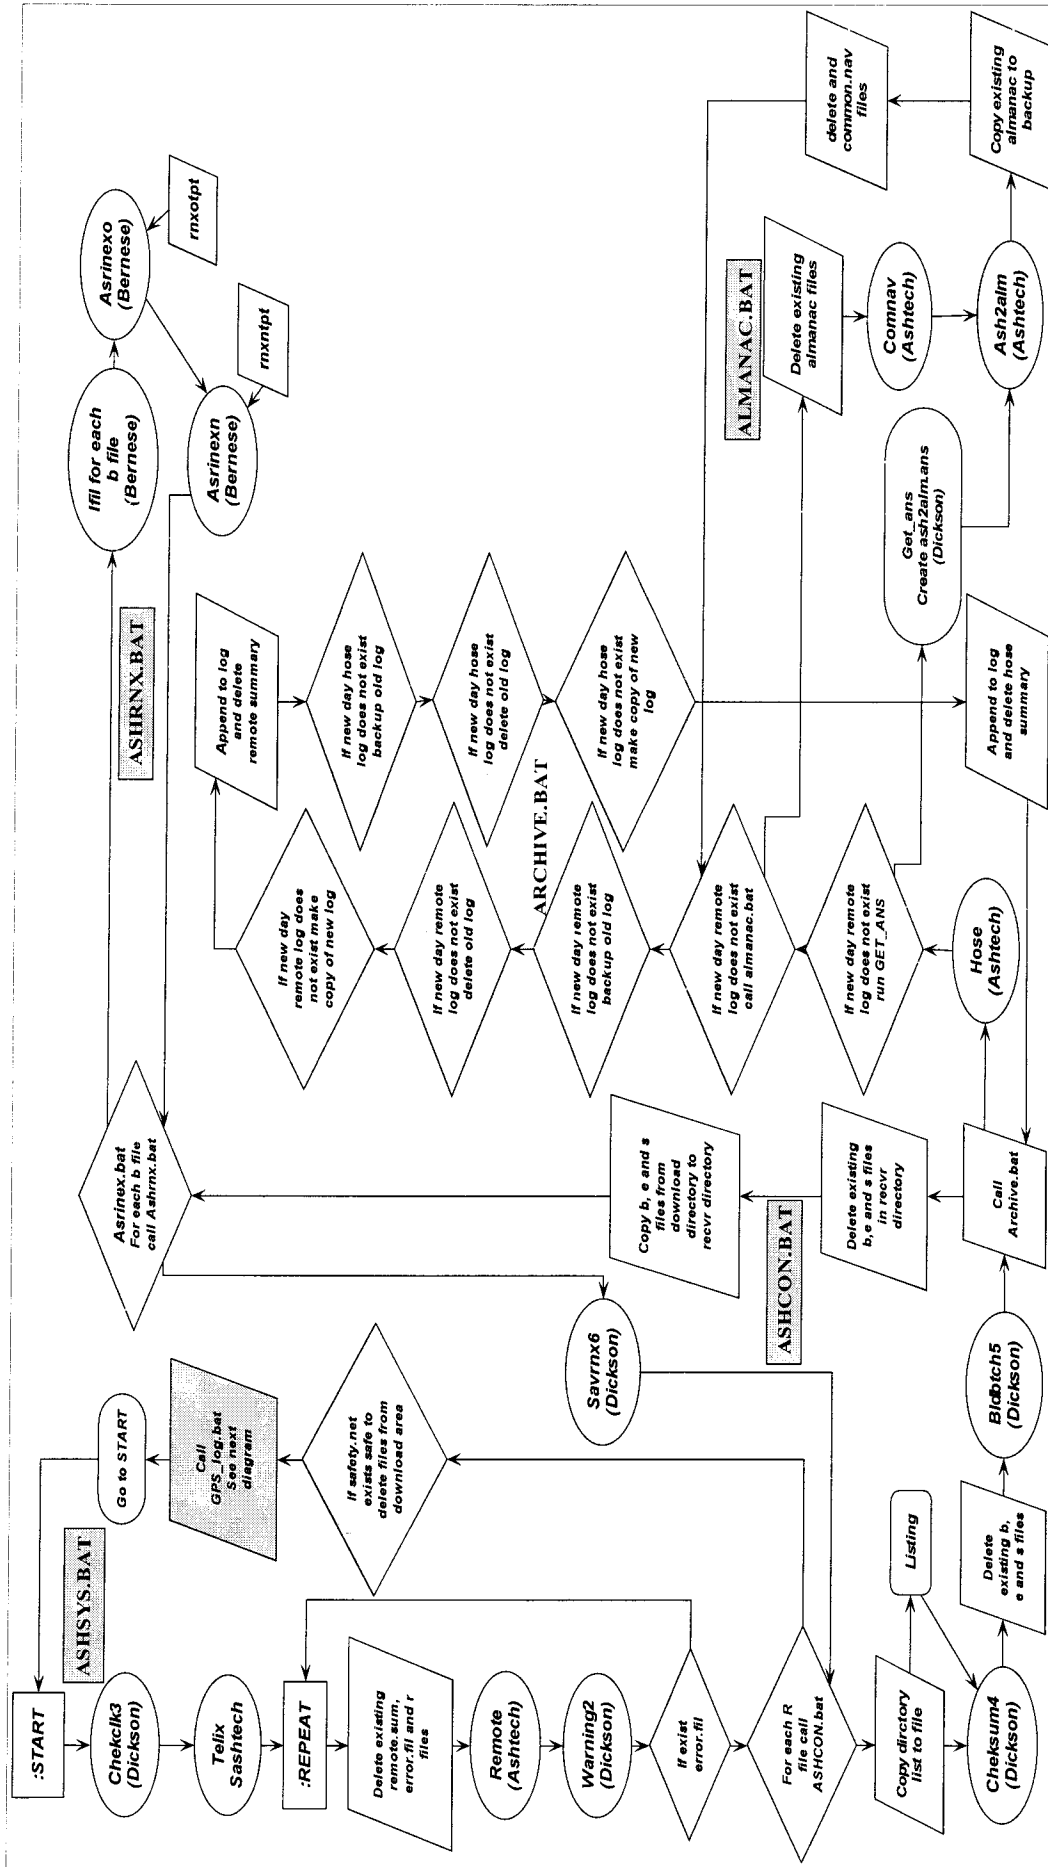 ASHSYS.BAT
:START
Chekclk3
(Dickson)
Telix
Sashtech
:REPEAT
Delete existing
remote.sum,
error.fil and r
files
Remote
(Ashtech)
Warning2
(Dickson)
If exist
error.fil
For each R
file call
ASHCON.bat
Copy dirctory
list to file
Cheksum4
(Dickson)
Listing
Delete
existing b,
e and s files
Bldbtch5
(Dickson)
Go to START
Call
GPS_log.bat
See next
diagram
If safety.net
exists safe to
delete files from
download area
Savrnx6
(Dickson)
ASHCON.BAT
Asrinex.bat
For each b file
call Ashrnx.bat
Copy b, e and s
files from
download
directory to
recvr directory
Delete existing
b,e and s files
in recvr
directory
Call
Archive.bat
Hose
(Ashtech)
ARCHIVE.BAT
If new day
remote log does
not exist make
copy of new log
If new day remote
log does not exist
delete old log
If new day remote
log does not exist
backup old log
If new day remote
log does not exist
call almanac.bat
If new day remote
log does not exist
run GET_ANS
Append to log
and delete
remote summary
If new day hose
log does not exist
backup old log
If new day hose
log does not exist
delete old log
If new day hose
log does not exist
make copy of new
log
Append to log
and delete hose
summary
ASHRNX.BAT
Ifil for each
b file
(Bernese)
Asrinexo
(Bernese)
rnxotpt
Asrinexn
(Bernese)
rnxntpt
ALMANAC.BAT
Delete existing
almanac files
Comnav
(Ashtech)
Get_ans
Create ash2alm.ans
(Dickson)
Ash2alm
(Ashtech)
Copy existing
almanac to
backup
delete and
common.nav
files